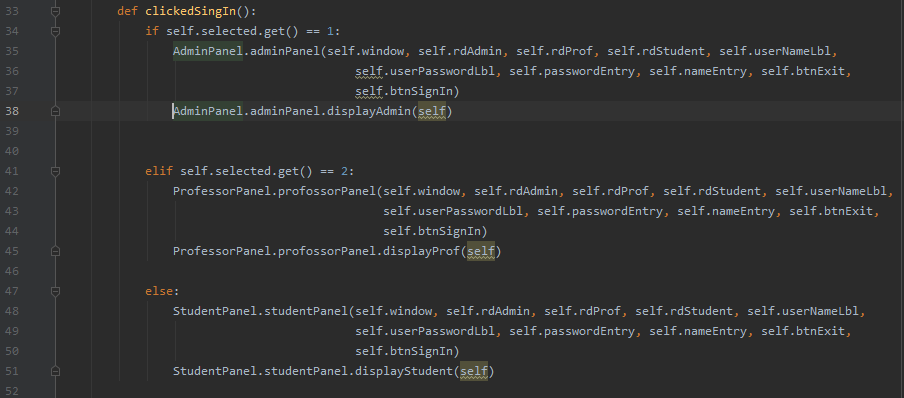 33 def clickedSingIn():
34 if self.selected.get() == 1:
35 AdminPanel.adminPanel(self.window, self.rdAdmin, self.rdProf, self.rdStudent, self.userNameLbl,
36 self.userPasswordLbl, self.passwordEntry, self.nameEntry, self.btnExit,
37 self.btnSignIn)
38 AdminPanel.adminPanel.displayAdmin(self)
39
40
41 elif self.selected.get() == 2:
42 ProfessorPanel.profossorPanel(self.window, self.rdAdmin, self.rdProf, self.rdStudent, self.userNameLbl,
43 self.userPasswordLbl, self.passwordEntry, self.nameEntry, self.btnExit,
44 self.btnSignIn)
45 ProfessorPanel.profossorPanel.displayProf(self)
46
47 else:
48 StudentPanel.studentPanel(self.window, self.rdAdmin, self.rdProf, self.rdStudent, self.userNameLbl,
49 self.userPasswordLbl, self.passwordEntry, self.nameEntry, self.btnExit,
50 self.btnSignIn)
51 StudentPanel.studentPanel.displayStudent(self)
52